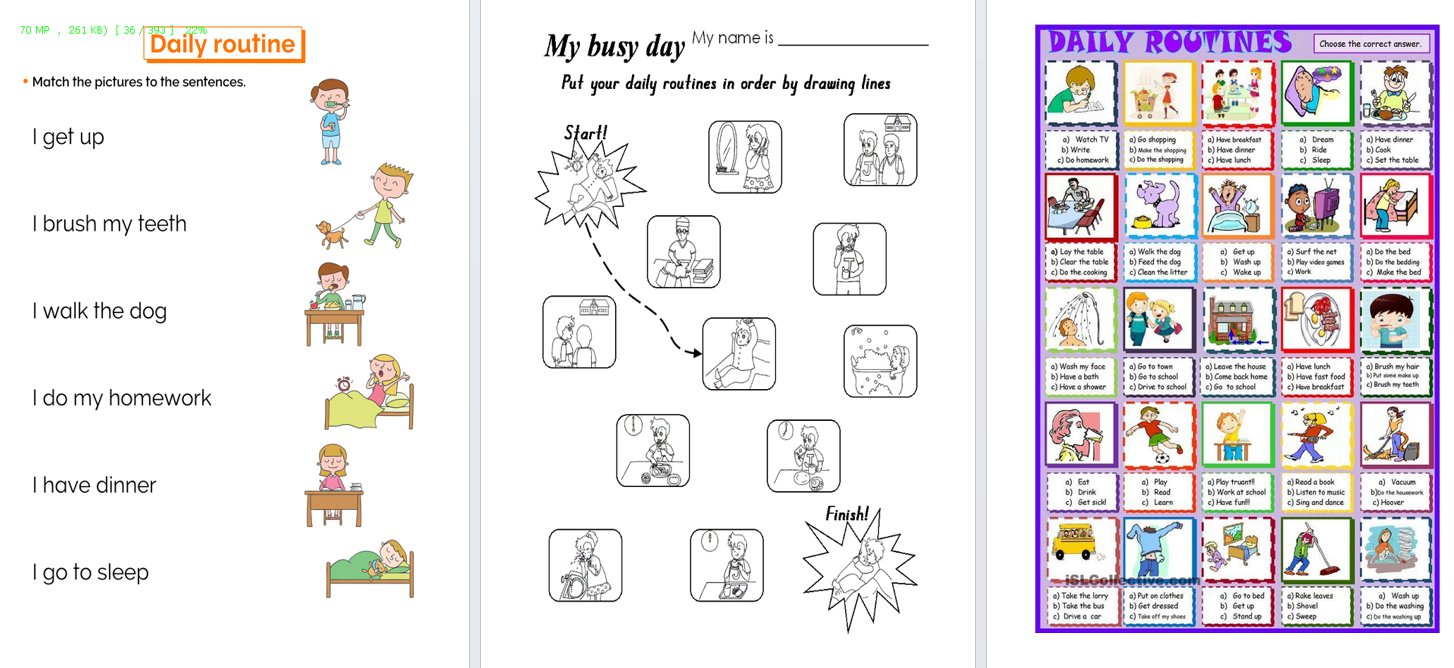 70 MP , 261 KB) [ 36 / 393 ] 22%
Daily routine
• Match the pictures to the sentences.
I get up
I brush my teeth
I walk the dog
I do my homework
I have dinner
I go to sleep
My busy day My name is
Put your daily routines in order by drawing lines
Start!
Finish!
DAILY ROUTINES
Choose the correct answer.
a) Watch TV
b) Write
c) Do homework
a) Go shopping
b) Make the shopping
c) Do the shopping
a) Have breakfast
b) Have dinner
c) Have lunch
a) Dream
b) Ride
c) Sleep
a) Have dinner
b) Cook
c) Set the table
a) Lay the table
b) Clear the table
c) Do the cooking
a) Walk the dog
b) Feed the dog
c) Clean the litter
a) Get up
b) Wash up
c) Wake up
a) Surf the net
b) Play video games
c) Work
a) Do the bed
b) Do the bedding
c) Make the bed
a) Wash my face
b) Have a bath
c) Have a shower
a) Go to town
b) Go to school
c) Drive to school
a) Leave the house
b) Come back home
c) Go to school
a) Have lunch
b) Have fast food
c) Have breakfast
a) Brush my hair
b) Put some make up
c) Brush my teeth
a) Eat
b) Drink
c) Get sick!
a) Play
b) Read
c) Learn
a) Play truant!!
b) Work at school
c) Have fun!!!
a) Read a book
b) Listen to music
c) Sing and dance
a) Vacuum
b)Do the housework
c) Hoover
iSLCollective.com
a) Take the lorry
b) Take the bus
c) Drive a car
a) Put on clothes
b) Get dressed
c) Take off my shoes
a) Go to bed
b) Get up
c) Stand up
a) Rake leaves
b) Shovel
c) Sweep
a) Wash up
b) Do the washing
c) Do the washing up